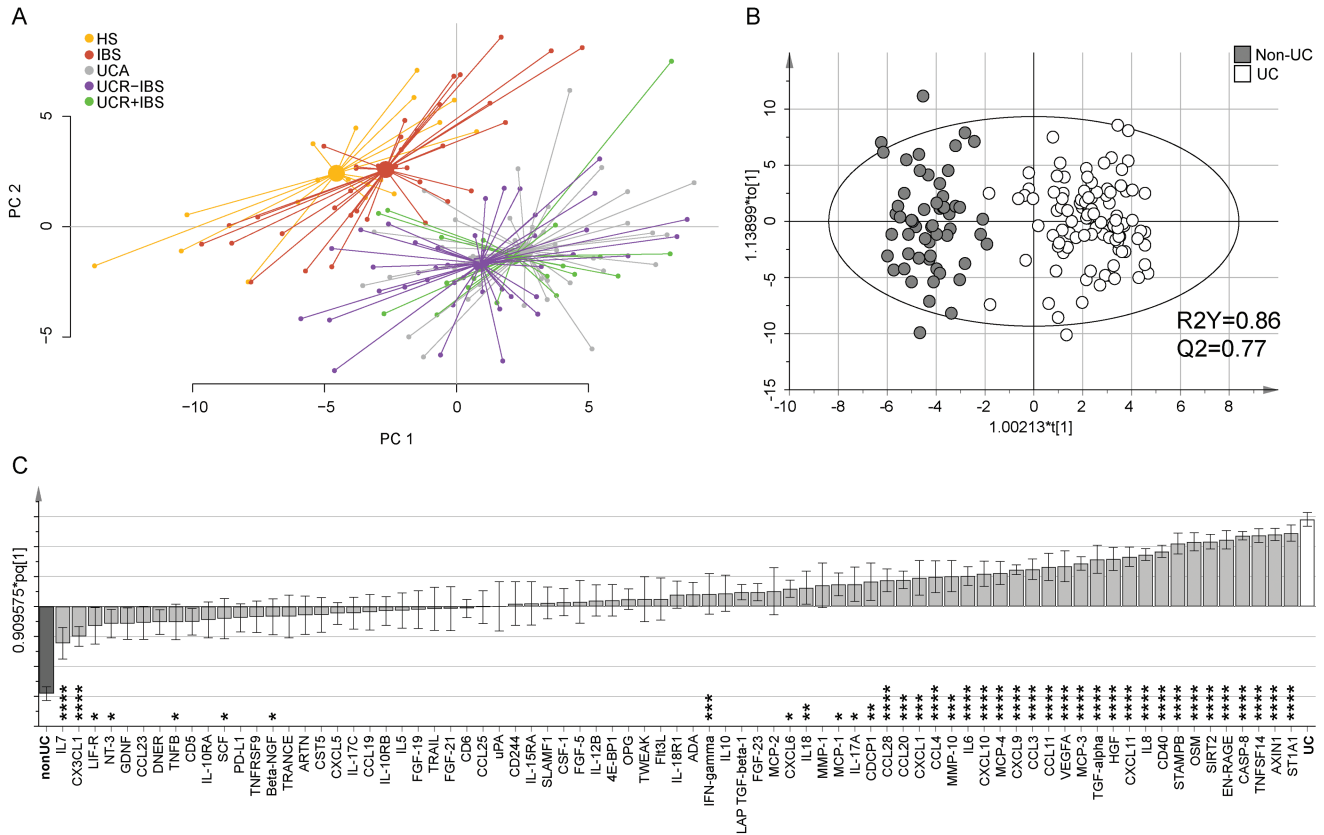 A
HS
IBS
UCA
UCR−IBS
UCR+IBS
PC 2
5
0
−5
−10
−5
0
5
PC 1
B
Non-UC
UC
1.13899*to[1]
10
5
0
-5
-10
-15
R2Y=0.86
Q2=0.77
-10
-8
-6
-4
-2
0
2
4
6
8
1.00213*t[1]
C
0.909575*pq[1]
**** **** * * * * * *** * ** * * ** **** **** **** **** **** **** **** **** **** **** **** **** **** **** **** **** **** **** **** **** **** **** **** **** **** ****
nonUC
IL7
CX3CL1
LIF-R
NT-3
GDNF
CCL23
DNER
TNFB
CD5
IL-10RA
SCF
PD-L1
TNFRSF9
Beta-NGF
TRANCE
ARTN
CST5
CXCL5
IL-17C
CCL19
IL-10RB
IL5
FGF-19
TRAIL
FGF-21
CD6
CCL25
uPA
CD244
IL-15RA
SLAMF1
CSF-1
FGF-5
IL-12B
4E-BP1
OPG
TWEAK
Flt3L
IL-18R1
ADA
IFN-gamma
IL10
LAP TGF-beta-1
FGF-23
MCP-2
CXCL6
IL18
MMP-1
MCP-1
IL-17A
CDCP1
CCL28
CCL20
CXCL1
CCL4
MMP-10
IL6
CXCL10
MCP-4
CXCL9
CCL3
CCL11
VEGFA
MCP-3
TGF-alpha
HGF
CXCL11
IL8
CD40
STAMPB
OSM
SIRT2
EN-RAGE
CASP-8
TNFSF14
AXIN1
ST1A1
UC